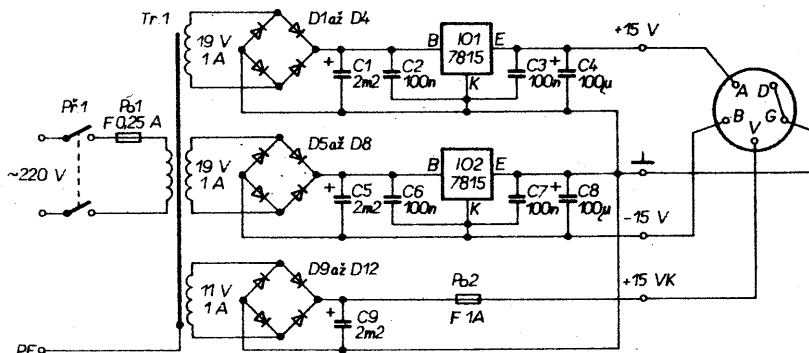 Tr.1
19 V
1 A
D1až D4
C1
2m2
C2
100n
B
IO1
7815
E
K
C3
100n
C4
100µ
+15 V
Př.1
Po1
F 0,25 A
~220 V
19 V
1 A
D5až D8
C5
2m2
C6
100n
B
IO2
7815
E
K
C7
100n
C8
100µ
-15 V
A
D
B
G
V
11 V
1 A
D9až D12
C9
2m2
Po2
F 1A
+15 VK
PE